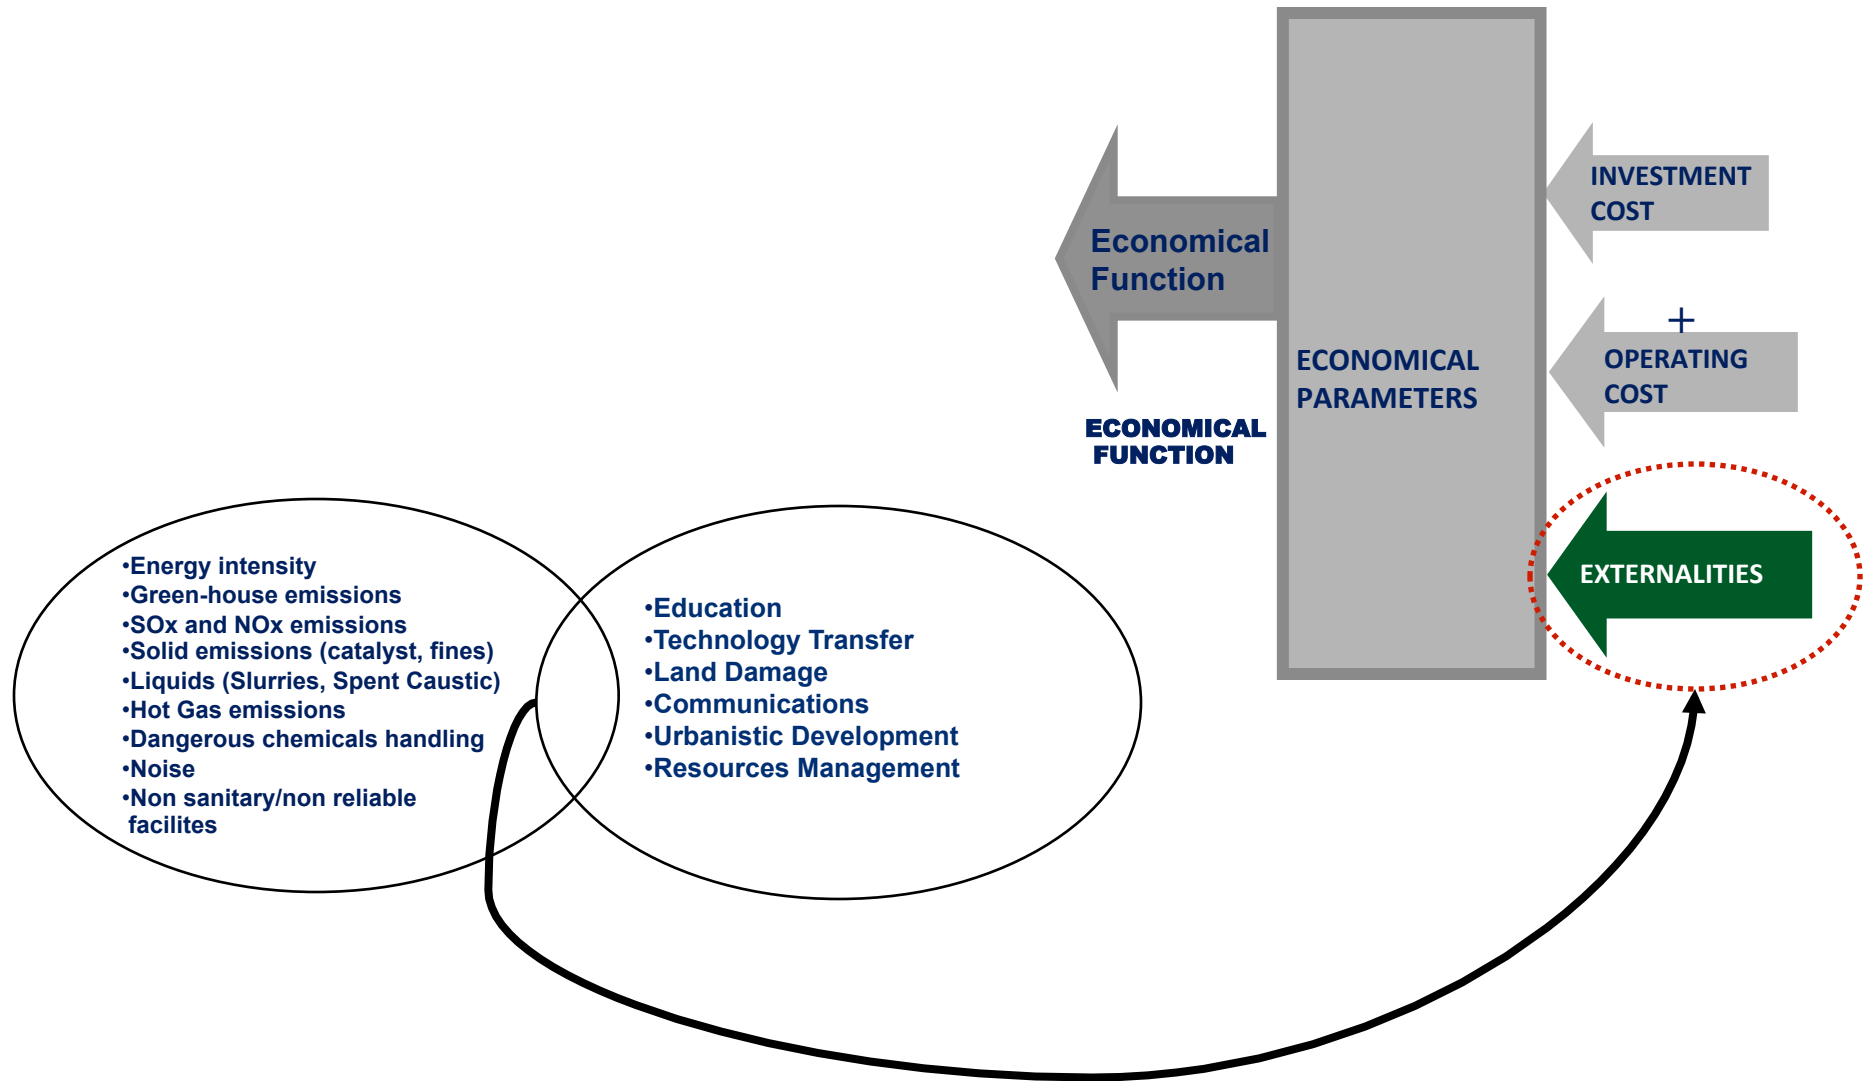 INVESTMENT
COST
Economical
Function
+
OPERATING
COST
ECONOMICAL
PARAMETERS
ECONOMICAL
FUNCTION
EXTERNALITIES
•Energy intensity
•Green-house emissions
•SOx and NOx emissions
•Solid emissions (catalyst, fines)
•Liquids (Slurries, Spent Caustic)
•Hot Gas emissions
•Dangerous chemicals handling
•Noise
•Non sanitary/non reliable
facilites
•Education
•Technology Transfer
•Land Damage
•Communications
•Urbanistic Development
•Resources Management